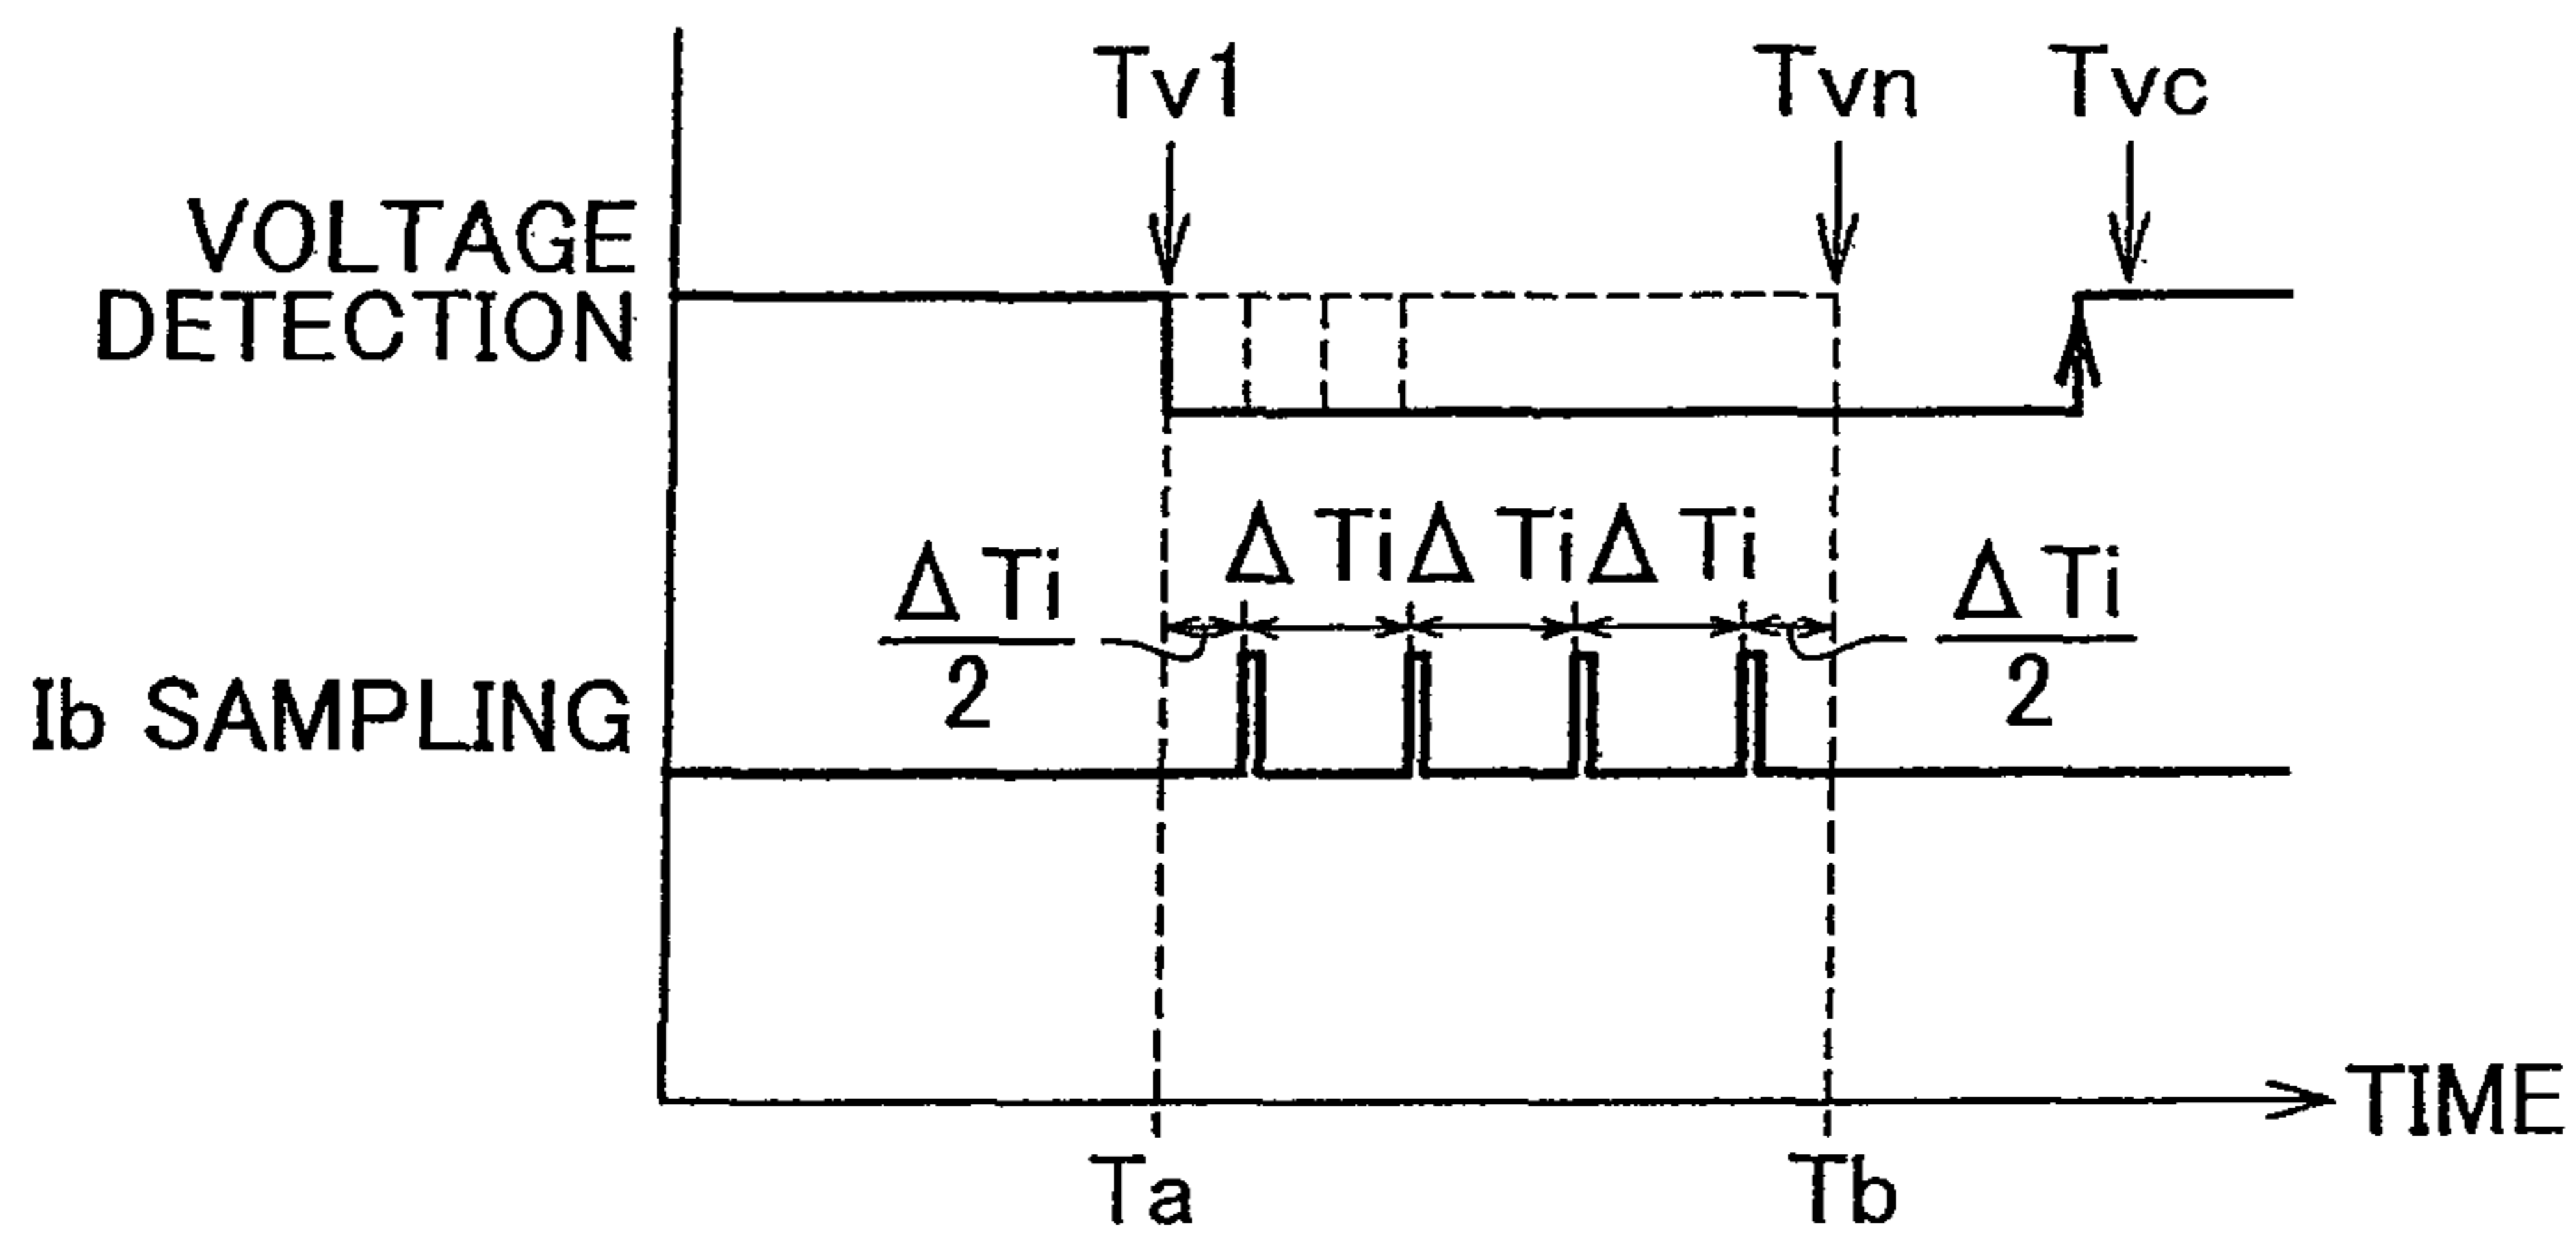 Tv1 Tvn Tvc
VOLTAGE
DETECTION
ΔTi ΔTi ΔTi
ΔTi
2
ΔTi
2
Ib SAMPLING
TIME
Ta Tb